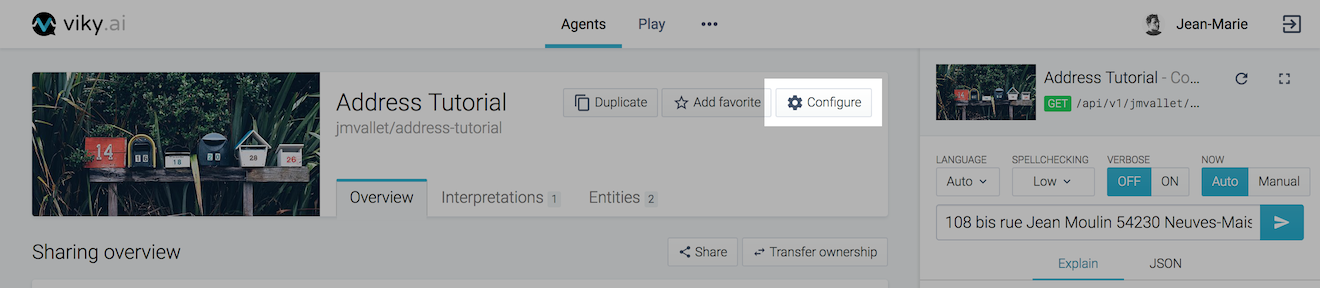 viky.ai
Agents
Play
Jean-Marie
Address Tutorial
jmvallet/address-tutorial
Duplicate
Add favorite
Configure
14
16
18
20
28
26
Overview
Interpretations 1
Entities 2
Sharing overview
Share
Transfer ownership
Address Tutorial - Co...
GET /api/v1/jmvallet/...
LANGUAGE
SPELLCHECKING
VERBOSE
NOW
Auto
Low
OFF
ON
Auto
Manual
108 bis rue Jean Moulin 54230 Neuves-Mais
Explain
JSON